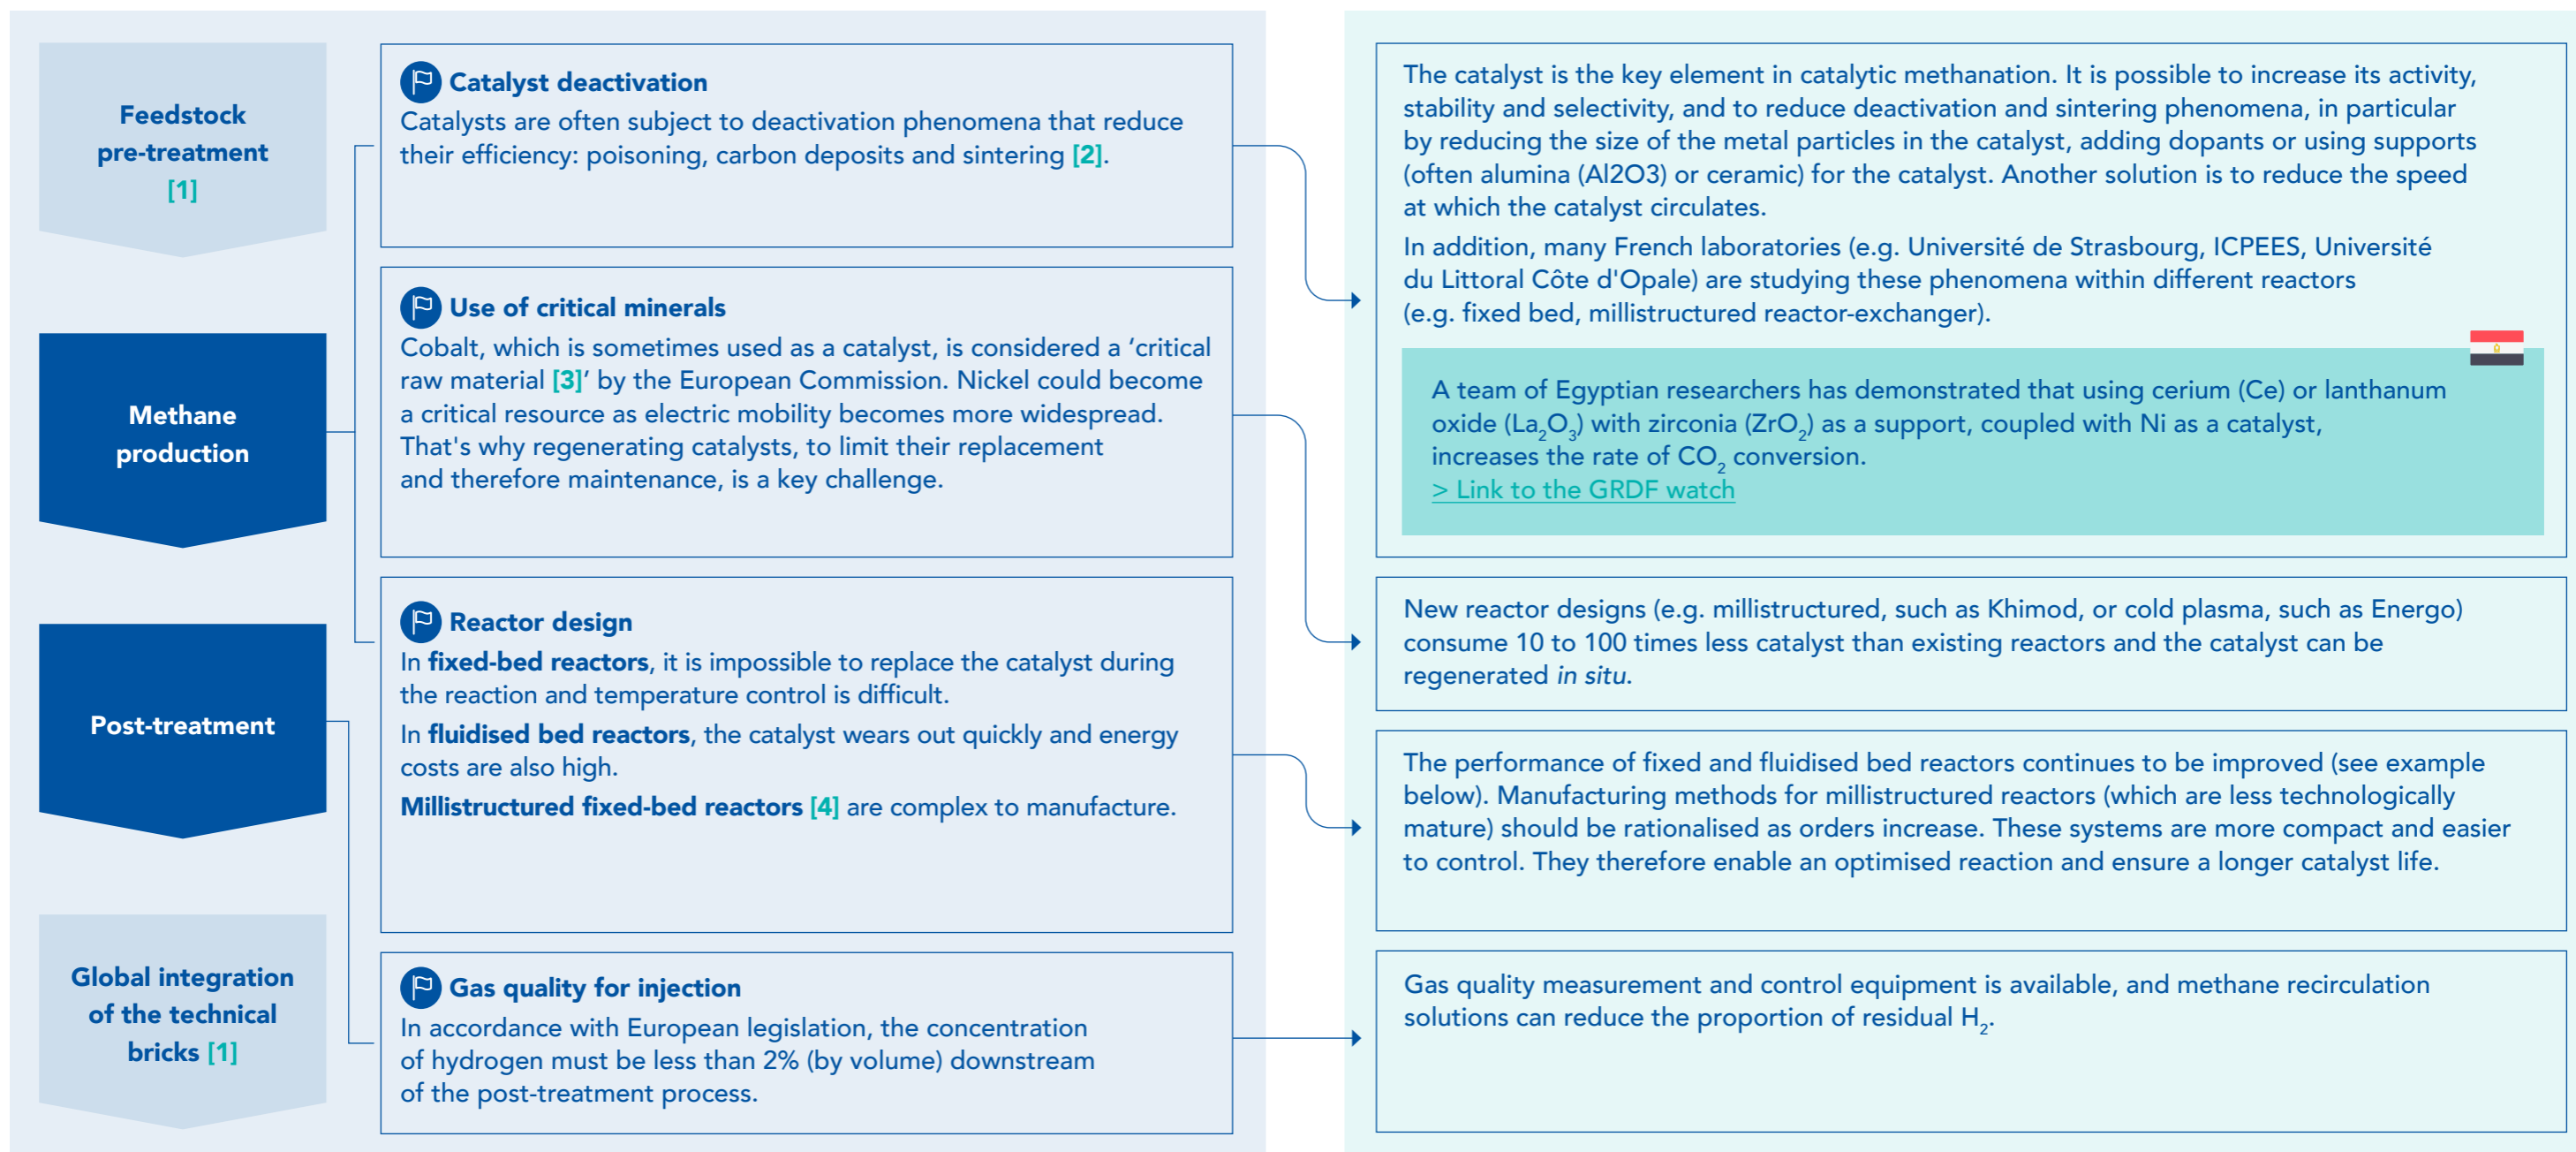 Feedstock
pre-treatment
[1]
Methane
production
Post-treatment
Global integration
of the technical
bricks [1]
Catalyst deactivation
Catalysts are often subject to deactivation phenomena that reduce
their efficiency: poisoning, carbon deposits and sintering [2].
Use of critical minerals
Cobalt, which is sometimes used as a catalyst, is considered a ‘critical
raw material [3]’ by the European Commission. Nickel could become
a critical resource as electric mobility becomes more widespread.
That's why regenerating catalysts, to limit their replacement
and therefore maintenance, is a key challenge.
Reactor design
In fixed-bed reactors, it is impossible to replace the catalyst during
the reaction and temperature control is difficult.
In fluidised bed reactors, the catalyst wears out quickly and energy
costs are also high.
Millistructured fixed-bed reactors [4] are complex to manufacture.
Gas quality for injection
In accordance with European legislation, the concentration
of hydrogen must be less than 2% (by volume) downstream
of the post-treatment process.
The catalyst is the key element in catalytic methanation. It is possible to increase its activity,
stability and selectivity, and to reduce deactivation and sintering phenomena, in particular
by reducing the size of the metal particles in the catalyst, adding dopants or using supports
(often alumina (Al2O3) or ceramic) for the catalyst. Another solution is to reduce the speed
at which the catalyst circulates.
In addition, many French laboratories (e.g. Université de Strasbourg, ICPEES, Université
du Littoral Côte d'Opale) are studying these phenomena within different reactors
(e.g. fixed bed, millistructured reactor-exchanger).
A team of Egyptian researchers has demonstrated that using cerium (Ce) or lanthanum
oxide (La₂O₃) with zirconia (ZrO₂) as a support, coupled with Ni as a catalyst,
increases the rate of CO₂ conversion.
> Link to the GRDF watch
New reactor designs (e.g. millistructured, such as Khimod, or cold plasma, such as Energo)
consume 10 to 100 times less catalyst than existing reactors and the catalyst can be
regenerated in situ.
The performance of fixed and fluidised bed reactors continues to be improved (see example
below). Manufacturing methods for millistructured reactors (which are less technologically
mature) should be rationalised as orders increase. These systems are more compact and easier
to control. They therefore enable an optimised reaction and ensure a longer catalyst life.
Gas quality measurement and control equipment is available, and methane recirculation
solutions can reduce the proportion of residual H₂.